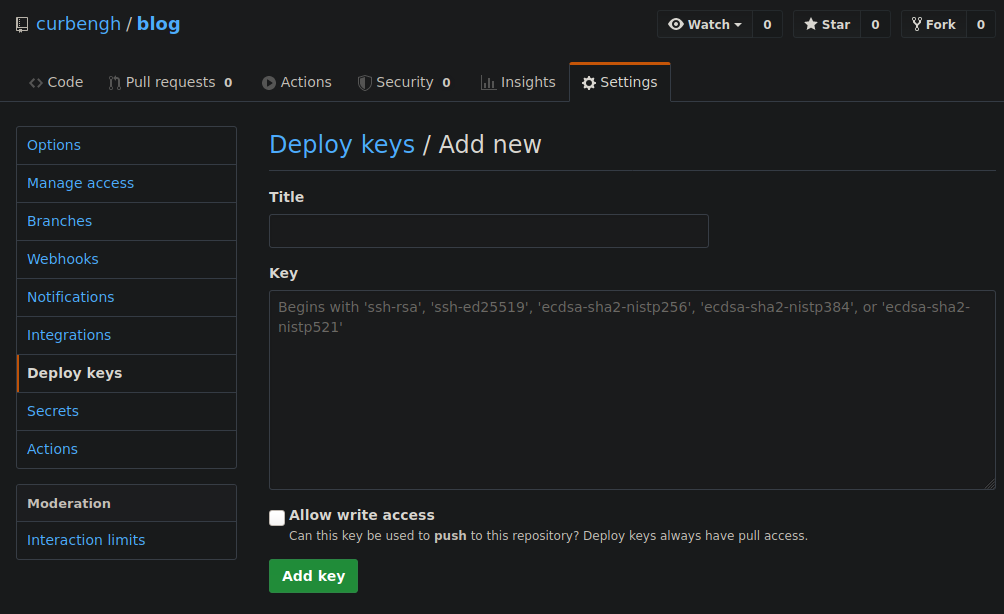 curbengh / blog
Watch 0
Star 0
Fork 0
Code
Pull requests 0
Actions
Security 0
Insights
Settings
Options
Manage access
Branches
Webhooks
Notifications
Integrations
Deploy keys
Secrets
Actions
Moderation
Interaction limits
Deploy keys / Add new
Title
Key
Begins with 'ssh-rsa', 'ssh-ed25519', 'ecdsa-sha2-nistp256', 'ecdsa-sha2-nistp384', or 'ecdsa-sha2-
nistp521'
Allow write access
Can this key be used to push to this repository? Deploy keys always have pull access.
Add key